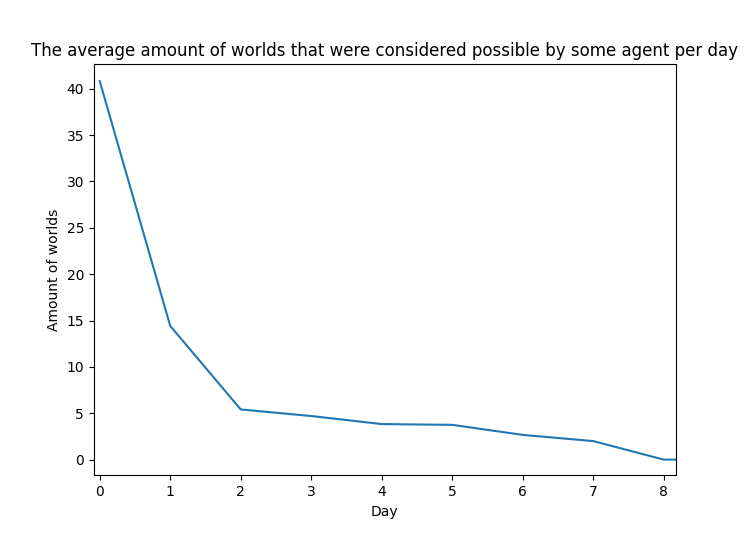 The average amount of worlds that were considered possible by some agent per day
40
35
30
25
20
15
10
5
0
Amount of worlds
0 1 2 3 4 5 6 7 8
Day